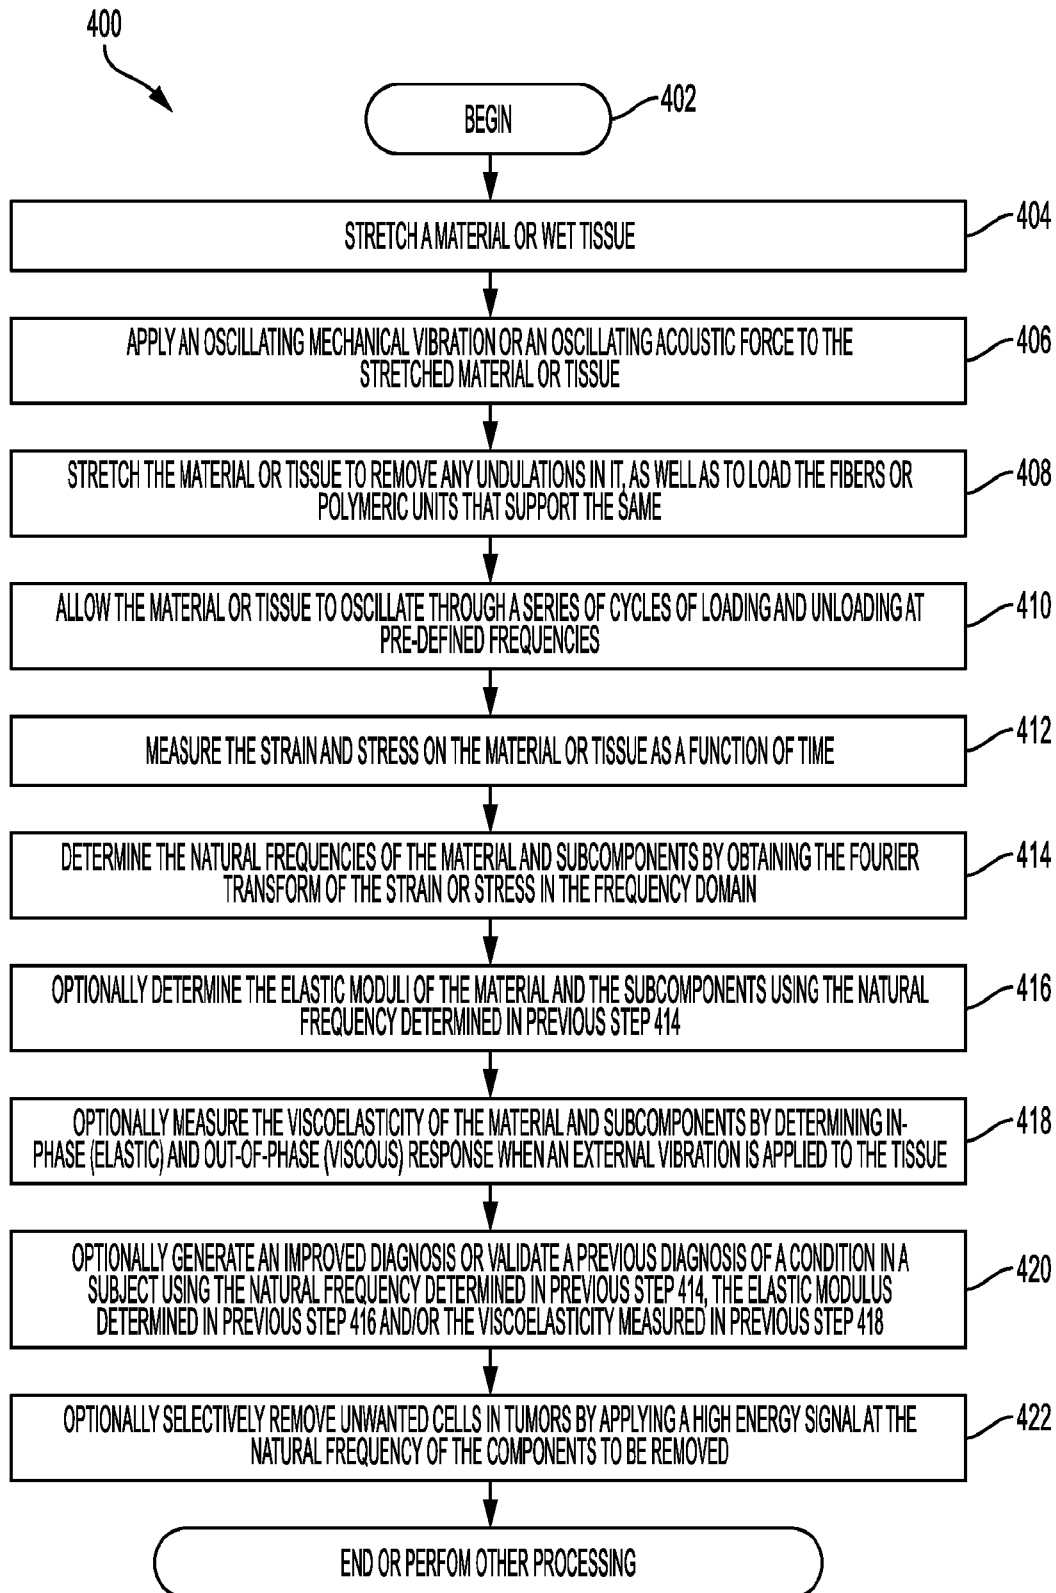 400
BEGIN
402
STRETCH A MATERIAL OR WET TISSUE
404
APPLY AN OSCILLATING MECHANICAL VIBRATION OR AN OSCILLATING ACOUSTIC FORCE TO THE
STRETCHED MATERIAL OR TISSUE
406
STRETCH THE MATERIAL OR TISSUE TO REMOVE ANY UNDULATIONS IN IT, AS WELL AS TO LOAD THE FIBERS OR
POLYMERIC UNITS THAT SUPPORT THE SAME
408
ALLOW THE MATERIAL OR TISSUE TO OSCILLATE THROUGH A SERIES OF CYCLES OF LOADING AND UNLOADING AT
PRE-DEFINED FREQUENCIES
410
MEASURE THE STRAIN AND STRESS ON THE MATERIAL OR TISSUE AS A FUNCTION OF TIME
412
DETERMINE THE NATURAL FREQUENCIES OF THE MATERIAL AND SUBCOMPONENTS BY OBTAINING THE FOURIER
TRANSFORM OF THE STRAIN OR STRESS IN THE FREQUENCY DOMAIN
414
OPTIONALLY DETERMINE THE ELASTIC MODULI OF THE MATERIAL AND THE SUBCOMPONENTS USING THE NATURAL
FREQUENCY DETERMINED IN PREVIOUS STEP 414
416
OPTIONALLY MEASURE THE VISCOELASTICITY OF THE MATERIAL AND SUBCOMPONENTS BY DETERMINING IN-
PHASE (ELASTIC) AND OUT-OF-PHASE (VISCOUS) RESPONSE WHEN AN EXTERNAL VIBRATION IS APPLIED TO THE TISSUE
418
OPTIONALLY GENERATE AN IMPROVED DIAGNOSIS OR VALIDATE A PREVIOUS DIAGNOSIS OF A CONDITION IN A
SUBJECT USING THE NATURAL FREQUENCY DETERMINED IN PREVIOUS STEP 414, THE ELASTIC MODULUS
DETERMINED IN PREVIOUS STEP 416 AND/OR THE VISCOELASTICITY MEASURED IN PREVIOUS STEP 418
420
OPTIONALLY SELECTIVELY REMOVE UNWANTED CELLS IN TUMORS BY APPLYING A HIGH ENERGY SIGNAL AT THE
NATURAL FREQUENCY OF THE COMPONENTS TO BE REMOVED
422
END OR PERFOM OTHER PROCESSING